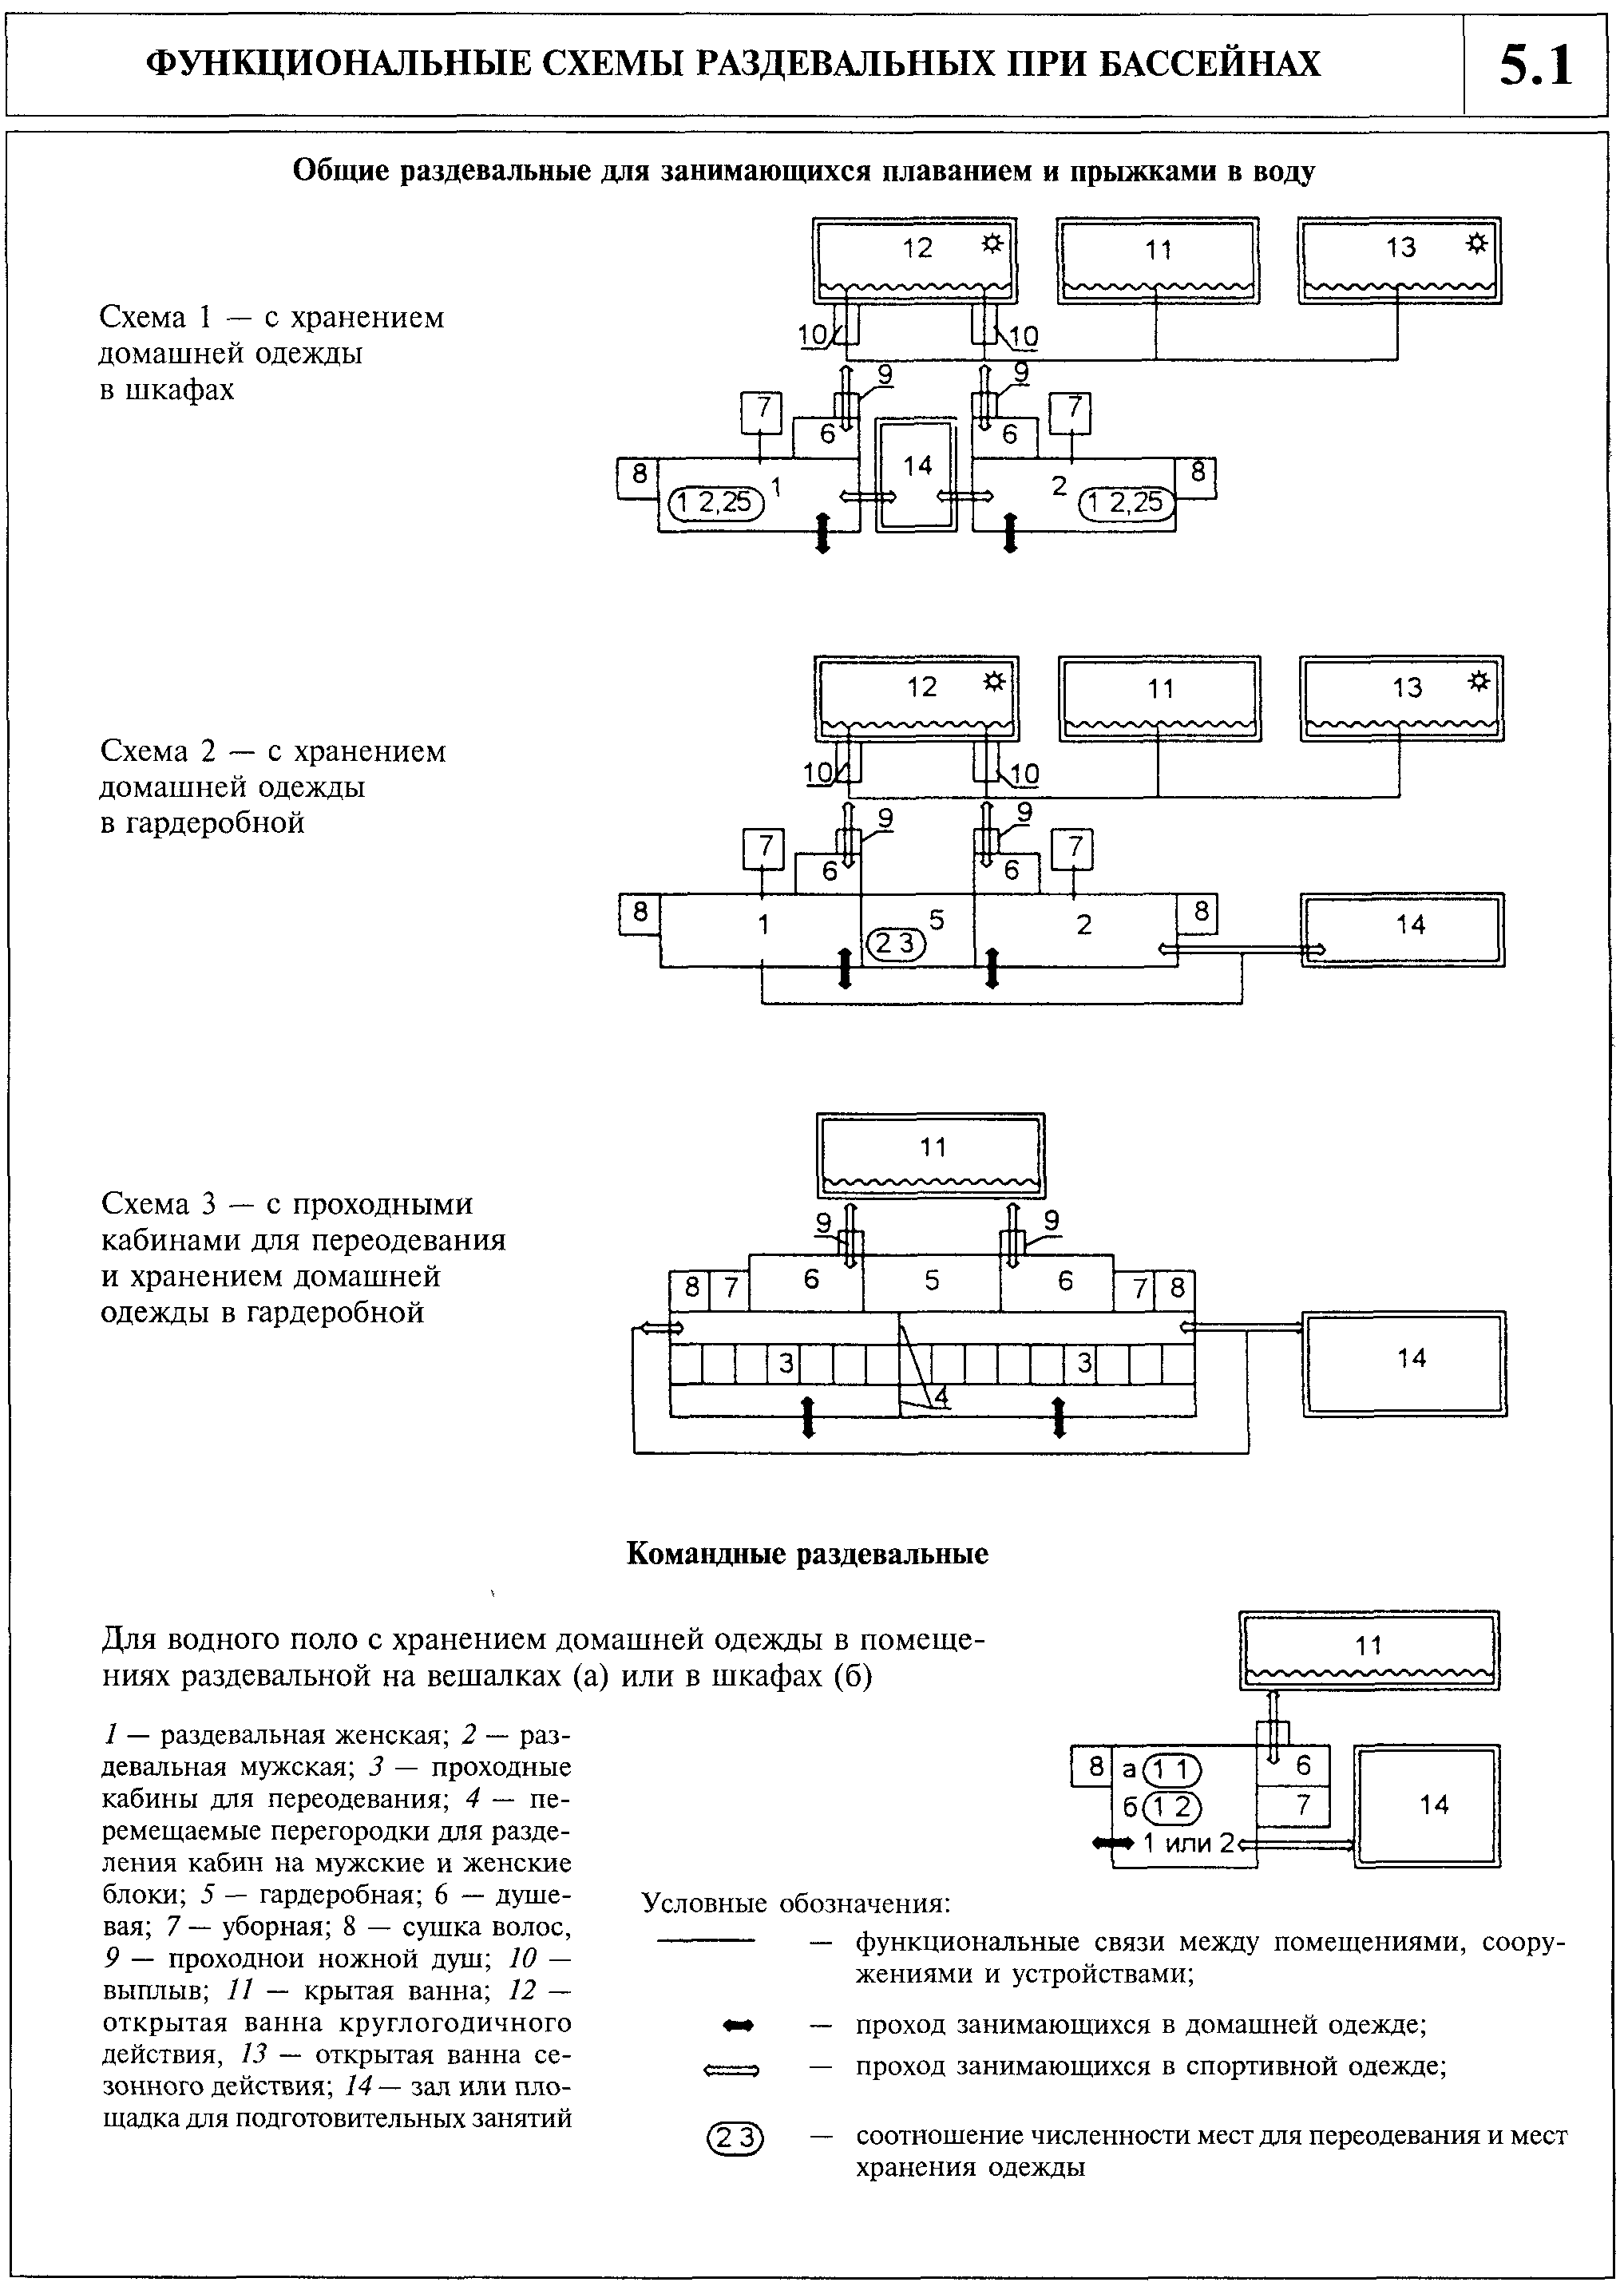 ФУНКЦИОНАЛЬНЫЕ СХЕМЫ РАЗДЕВАЛЬНЫХ ПРИ БАССЕЙНАХ
5.1
Общие раздевальные для занимающихся плаванием и прыжками в воду
12
11
13
Схема 1 — с хранением
домашней одежды
в шкафах
10
10
9
9
7
7
6
6
14
8
8
1
2
1 2,25
1 2,25
12
11
13
Схема 2 — с хранением
домашней одежды
в гардеробной
10
10
9
9
7
7
6
6
8
1
5
2
8
14
2 3
11
Схема 3 — с проходными
кабинами для переодевания
и хранением домашней
одежды в гардеробной
9
9
8
7
6
5
6
7
8
3
3
14
4
Командные раздевальные
Для водного поло с хранением домашней одежды в помеще-
ниях раздевальной на вешалках (а) или в шкафах (б)
11
8
а 1 1
6
б 1 2
7
14
1 или 2
1 — раздевальная женская; 2 — раз-
девальная мужская; 3 — проходные
кабины для переодевания; 4 — пе-
ремещаемые перегородки для разде-
ления кабин на мужские и женские
блоки; 5 — гардеробная; 6 — душе-
вая; 7 — уборная; 8 — сушка волос,
9 — проходнои ножной душ; 10 —
выплыв; 11 — крытая ванна; 12 —
открытая ванна круглогодичного
действия, 13 — открытая ванна се-
зонного действия; 14 — зал или пло-
щадка для подготовительных занятий
Условные обозначения:
— функциональные связи между помещениями, соору-
жениями и устройствами;
— проход занимающихся в домашней одежде;
— проход занимающихся в спортивной одежде;
2 3 — соотношение численности мест для переодевания и мест
хранения одежды